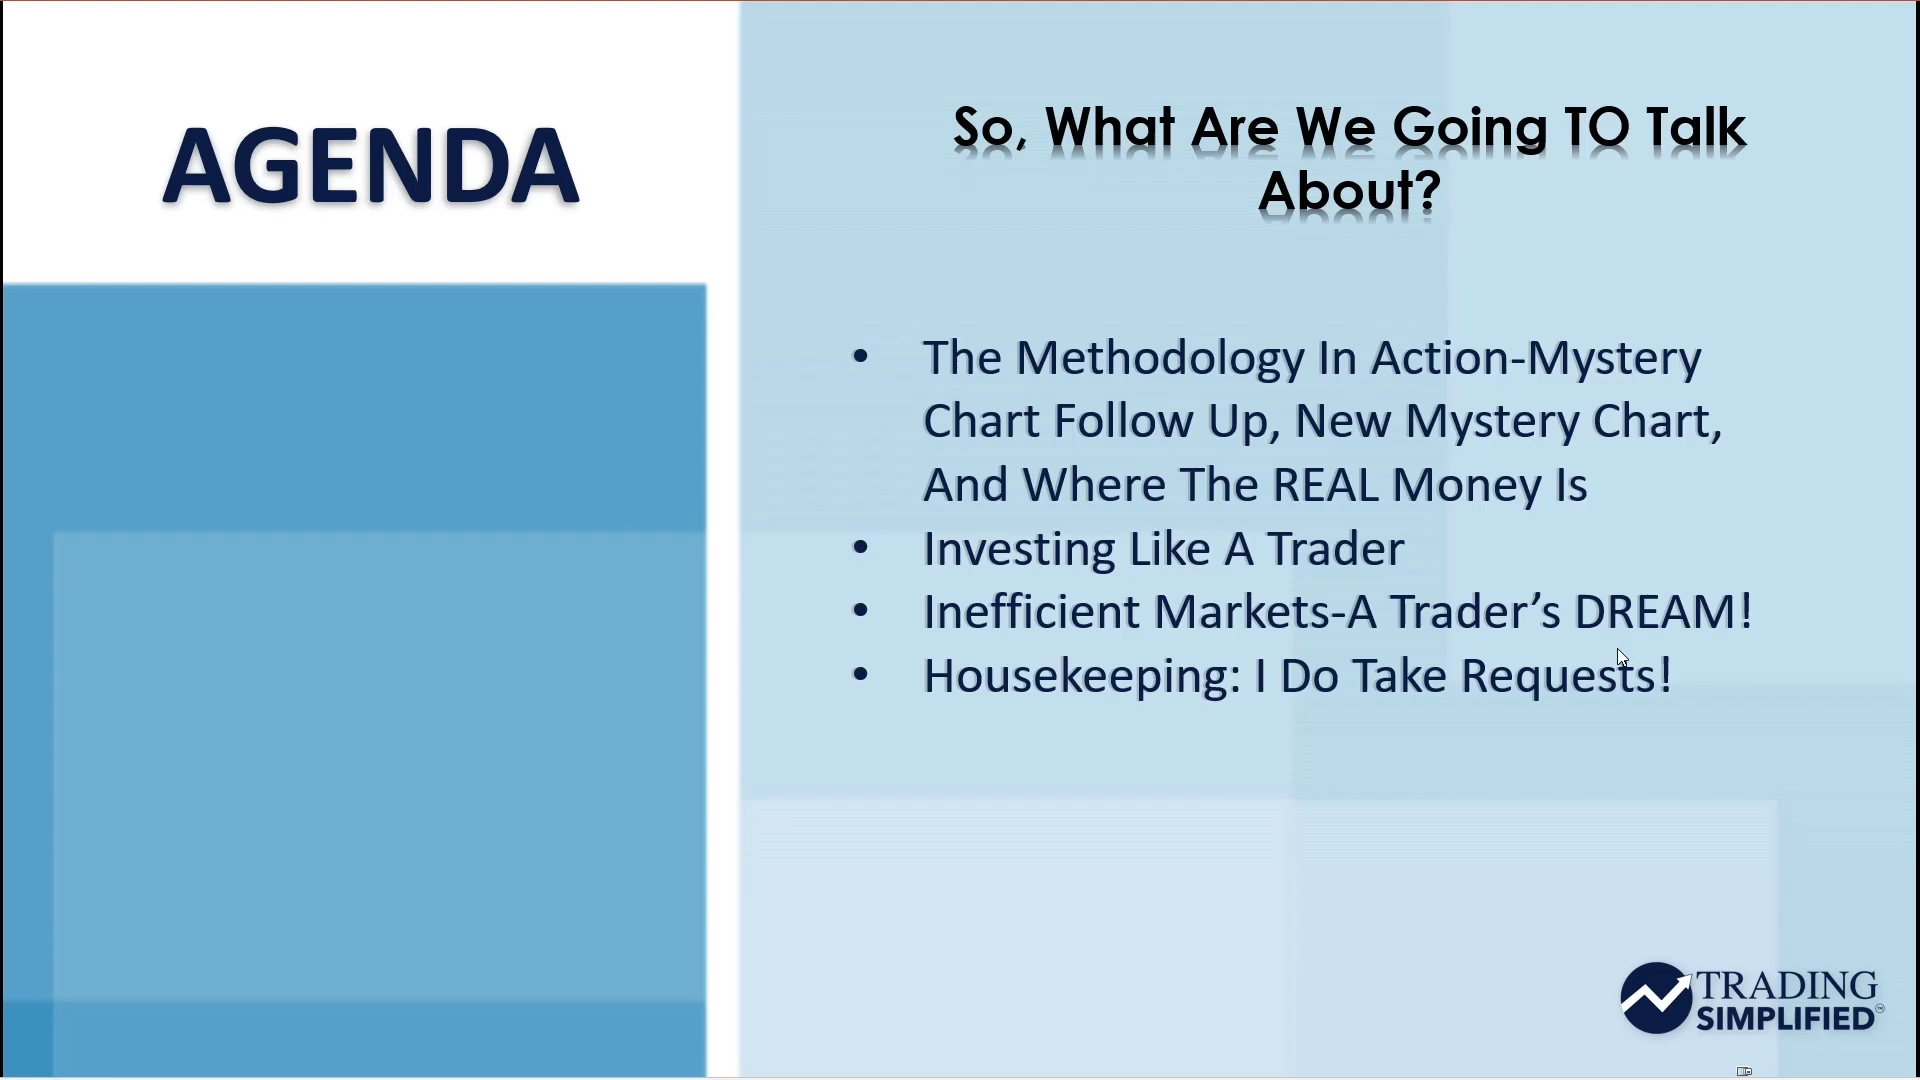 AGENDA
So, What Are We Going TO Talk
About?
• The Methodology In Action-Mystery
Chart Follow Up, New Mystery Chart,
And Where The REAL Money Is
• Investing Like A Trader
• Inefficient Markets-A Trader’s DREAM!
• Housekeeping: I Do Take Requests!
TRADING
SIMPLIFIED™